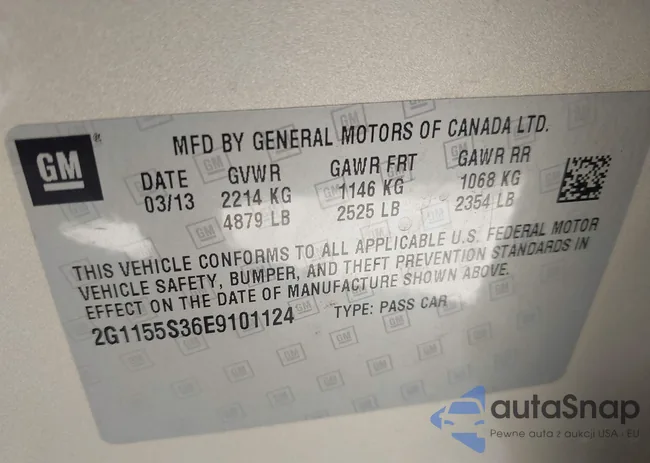 GM
MFD BY GENERAL MOTORS OF CANADA LTD.
DATE GVWR GAWR FRT GAWR RR
03/13 2214 KG 1146 KG 1068 KG
4879 LB 2525 LB 2354 LB
THIS VEHICLE CONFORMS TO ALL APPLICABLE U.S. FEDERAL MOTOR
VEHICLE SAFETY, BUMPER, AND THEFT PREVENTION STANDARDS IN
EFFECT ON THE DATE OF MANUFACTURE SHOWN ABOVE.
2G1155S36E9101124 TYPE: PASS CAR
autaSnap
Pewne auta z aukcji USA - EU